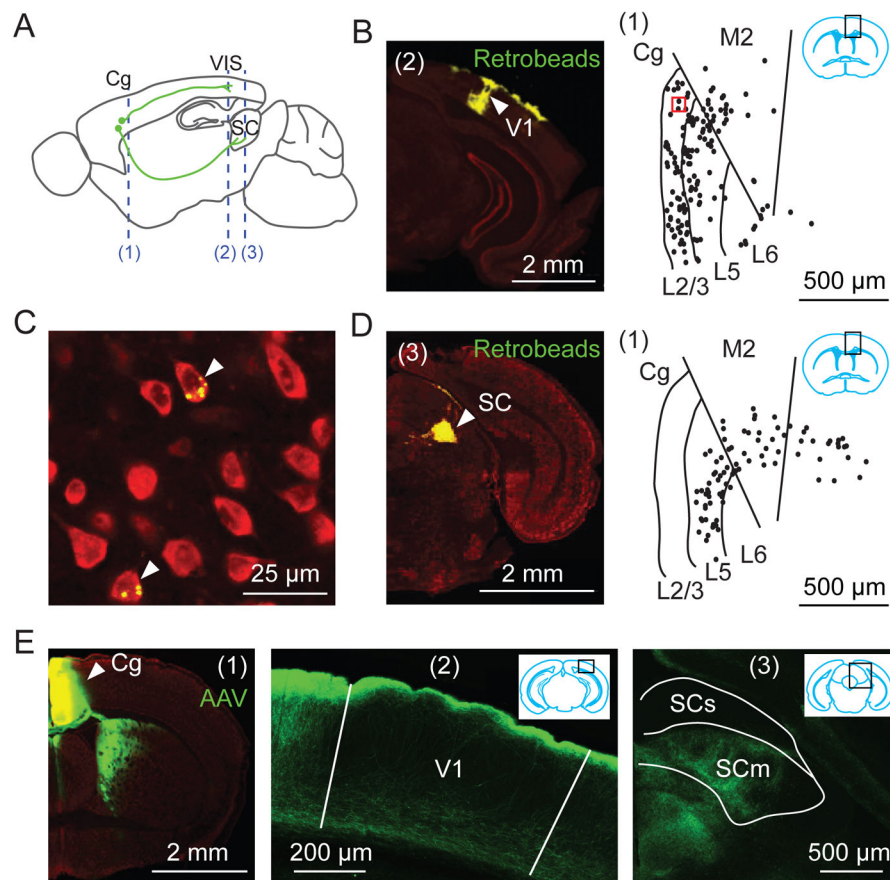 A
Cg
VIS
SC
(1)
(2)
(3)
B
(2)
Retrobeads
V1
2 mm
(1)
M2
Cg
L6
L5
L2/3
500 µm
C
25 µm
D
(3)
Retrobeads
SC
2 mm
(1)
M2
Cg
L6
L5
L2/3
500 µm
E
Cg
(1)
AAV
2 mm
(2)
V1
200 µm
(3)
SCs
SCm
500 µm